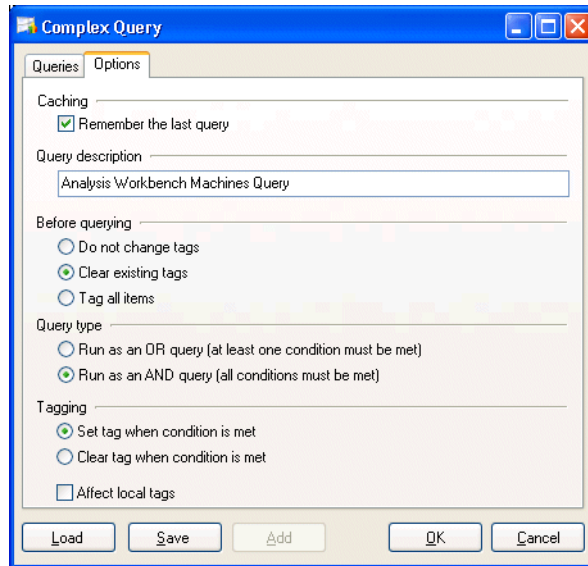 Complex Query
Queries Options
Caching
Remember the last query
Query description
Analysis Workbench Machines Query
Before querying
Do not change tags
Clear existing tags
Tag all items
Query type
Run as an OR query (at least one condition must be met)
Run as an AND query (all conditions must be met)
Tagging
Set tag when condition is met
Clear tag when condition is met
Affect local tags
Load Save Add OK Cancel